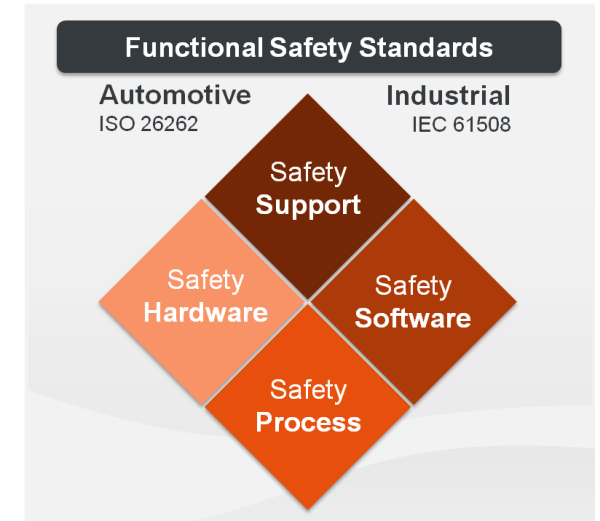 Functional Safety Standards
Automotive
ISO 26262
Industrial
IEC 61508
Safety
Support
Safety
Hardware
Safety
Software
Safety
Process